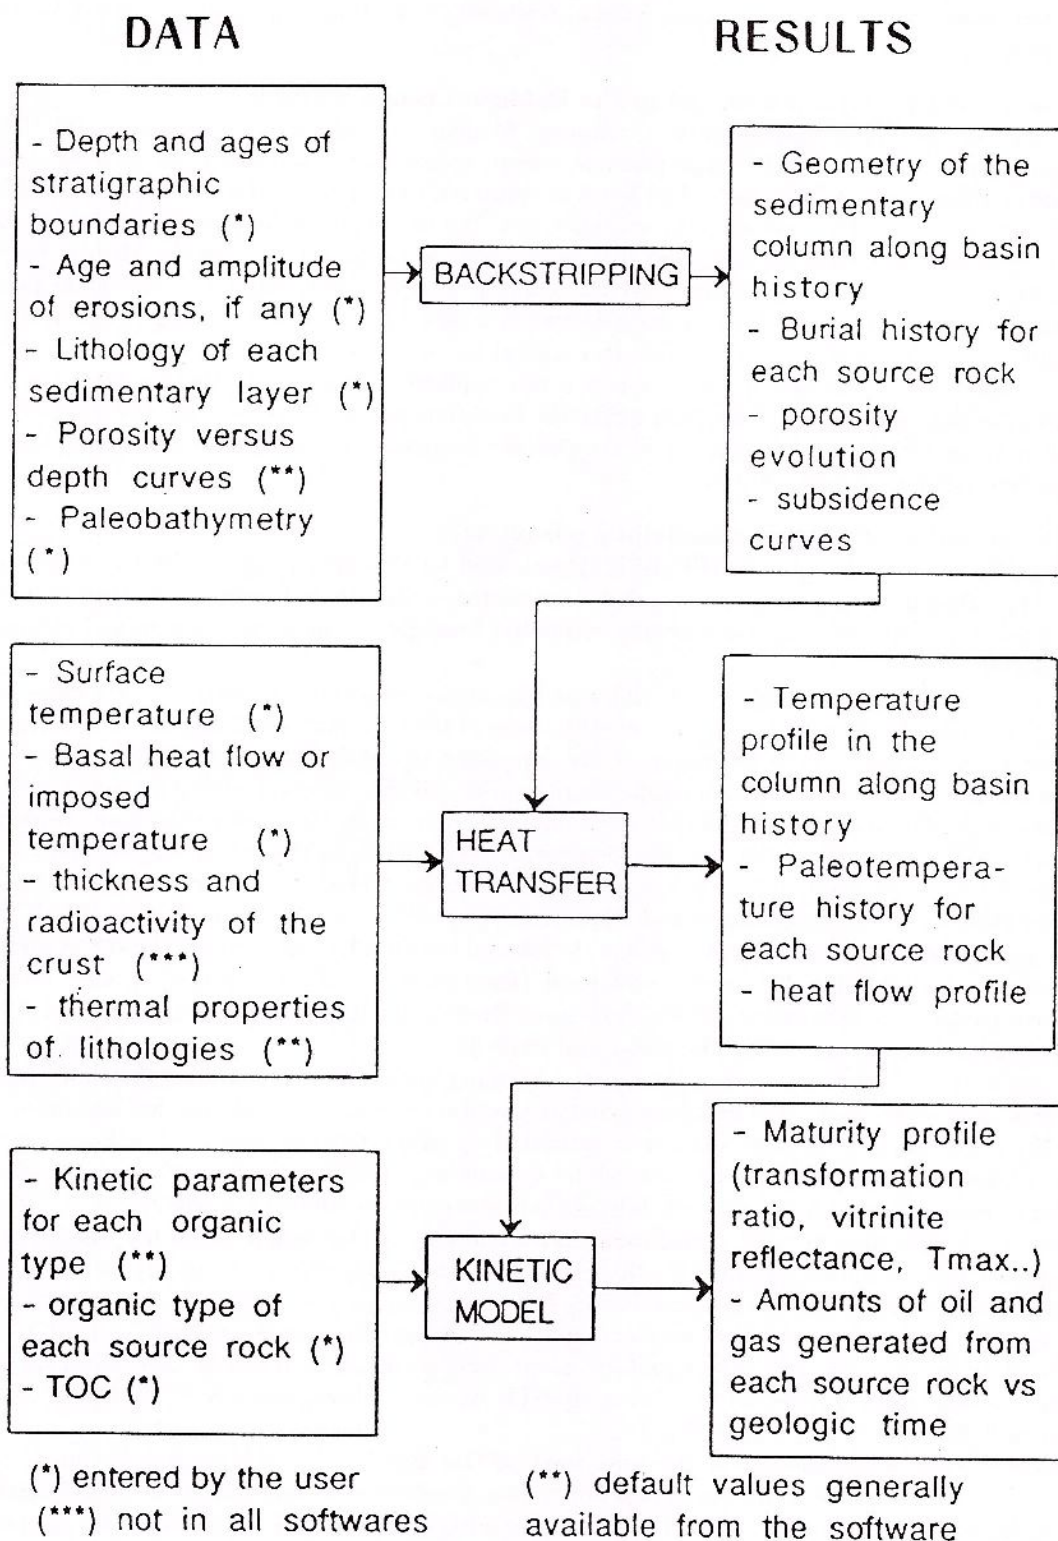 DATA
RESULTS
- Depth and ages of
stratigraphic
boundaries (*)
- Age and amplitude
of erosions, if any (*)
- Lithology of each
sedimentary layer (*)
- Porosity versus
depth curves (**)
- Paleobathymetry
(*)
BACKSTRIPPING
- Geometry of the
sedimentary
column along basin
history
- Burial history for
each source rock
- porosity
evolution
- subsidence
curves
- Surface
temperature (*)
- Basal heat flow or
imposed
temperature (*)
- thickness and
radioactivity of the
crust (***)
- thermal properties
of lithologies (**)
HEAT
TRANSFER
- Temperature
profile in the
column along basin
history
- Paleotempera-
ture history for
each source rock
- heat flow profile
- Kinetic parameters
for each organic
type (**)
- organic type of
each source rock (*)
- TOC (*)
KINETIC
MODEL
- Maturity profile
(transformation
ratio, vitrinite
reflectance, Tmax..)
- Amounts of oil and
gas generated from
each source rock vs
geologic time
(*) entered by the user
(***) not in all softwares
(**) default values generally
available from the software